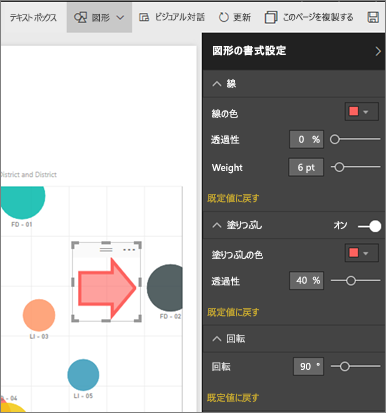 テキスト ボックス 図形 ビジュアル対話 更新 このページを複製する
図形の書式設定
線
線の色
透過性 0 %
Weight 6 pt
既定値に戻す
塗りつぶし オン
塗りつぶしの色
透過性 40 %
既定値に戻す
回転
回転 90 °
既定値に戻す
District and District
FD - 01
FD - 02
LI - 03
LI - 05
- 04